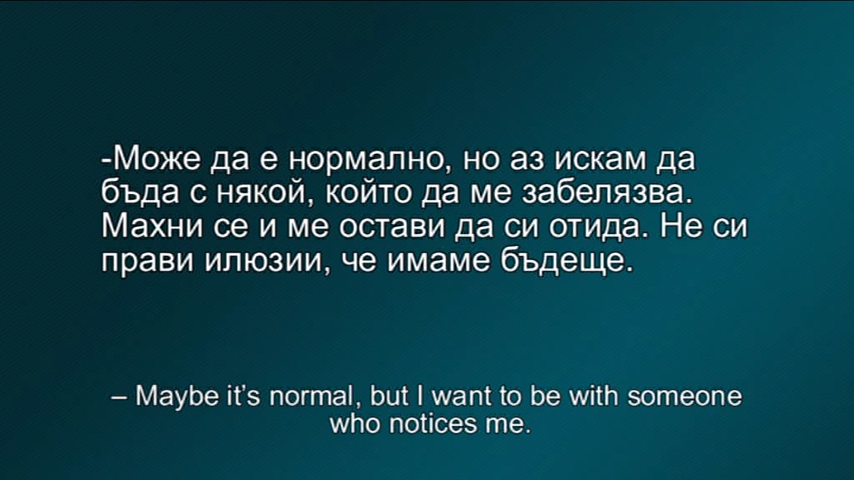 -Може да е нормално, но аз искам да
бъда с някой, който да ме забелязва.
Махни се и ме остави да си отида. Не си
прави илюзии, че имаме бъдеще.
– Maybe it’s normal, but I want to be with someone
who notices me.